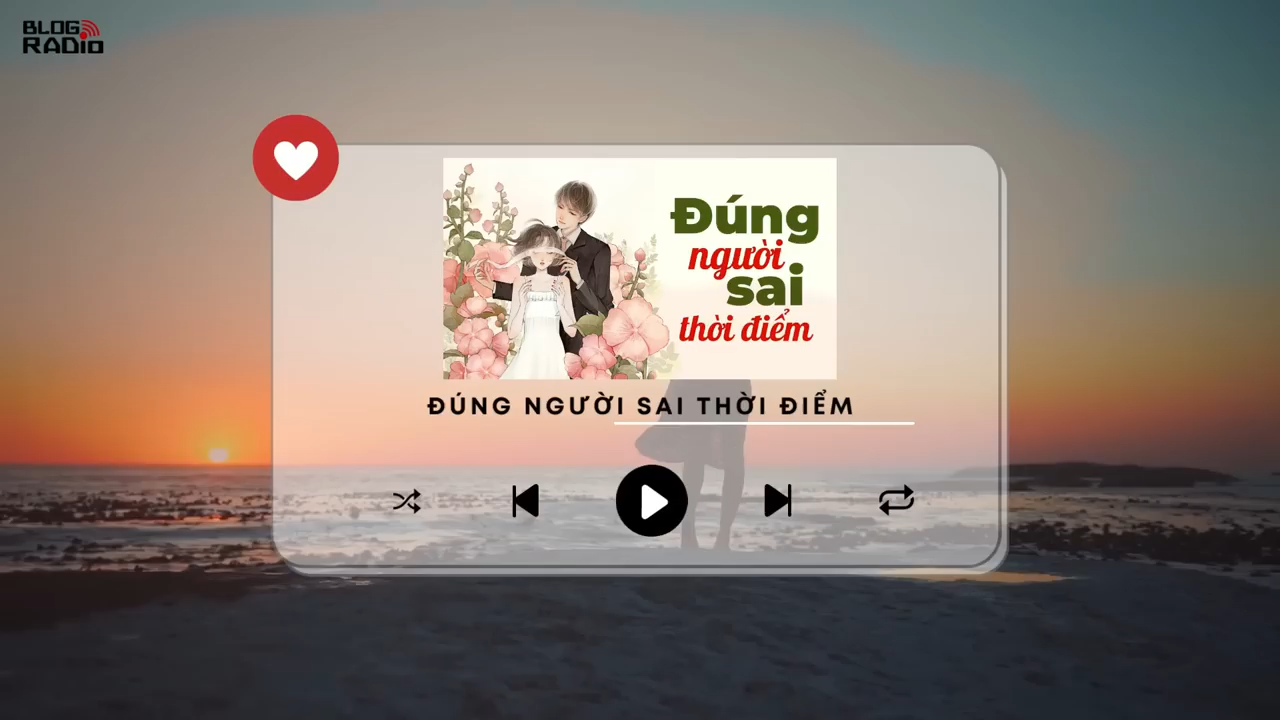 BLOG
RADIO
Đúng
người
sai
thời điểm
ĐÚNG NGƯỜI SAI THỜI ĐIỂM